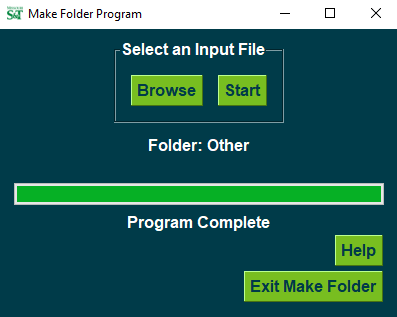 S&T Make Folder Program
Select an Input File
Browse Start
Folder: Other
Program Complete
Help
Exit Make Folder